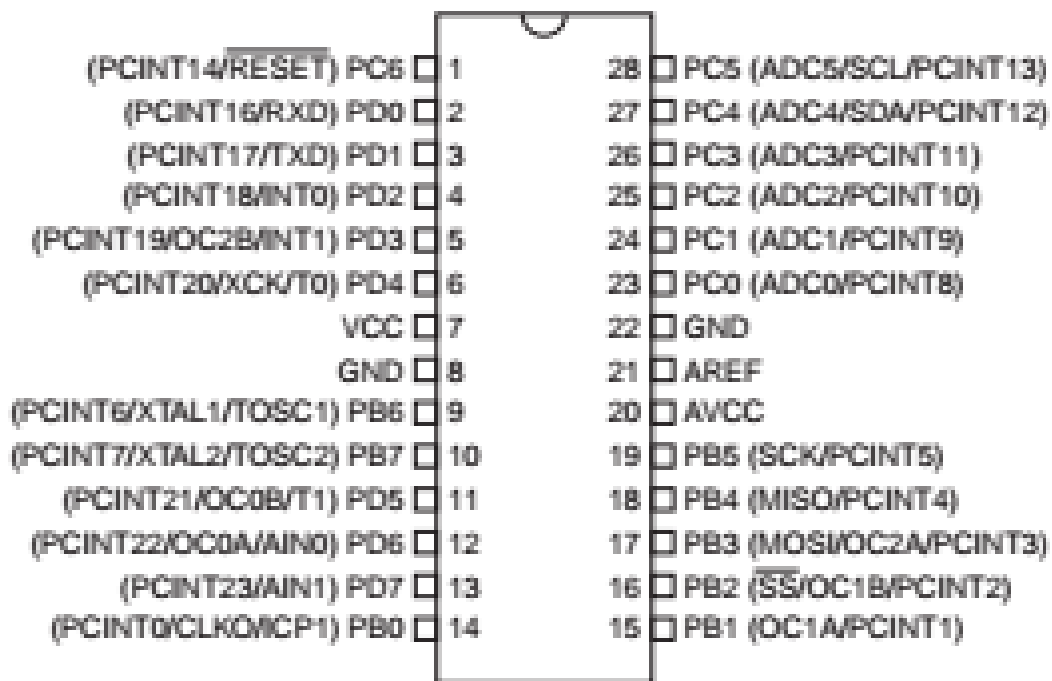 (PCINT14/RESET) PC6 1 28 PC5 (ADC5/SCL/PCINT13)
(PCINT16/RXD) PD0 2 27 PC4 (ADC4/SDA/PCINT12)
(PCINT17/TXD) PD1 3 26 PC3 (ADC3/PCINT11)
(PCINT18/INT0) PD2 4 25 PC2 (ADC2/PCINT10)
(PCINT19/OC2B/INT1) PD3 5 24 PC1 (ADC1/PCINT9)
(PCINT20/XCK/T0) PD4 6 23 PC0 (ADC0/PCINT8)
VCC 7 22 GND
GND 8 21 AREF
(PCINT6/XTAL1/TOSC1) PB6 9 20 AVCC
(PCINT7/XTAL2/TOSC2) PB7 10 19 PB5 (SCK/PCINT5)
(PCINT21/OC0B/T1) PD5 11 18 PB4 (MISO/PCINT4)
(PCINT22/OC0A/AIN0) PD6 12 17 PB3 (MOSI/OC2A/PCINT3)
(PCINT23/AIN1) PD7 13 16 PB2 (SS/OC1B/PCINT2)
(PCINT0/CLKO/ICP1) PB0 14 15 PB1 (OC1A/PCINT1)